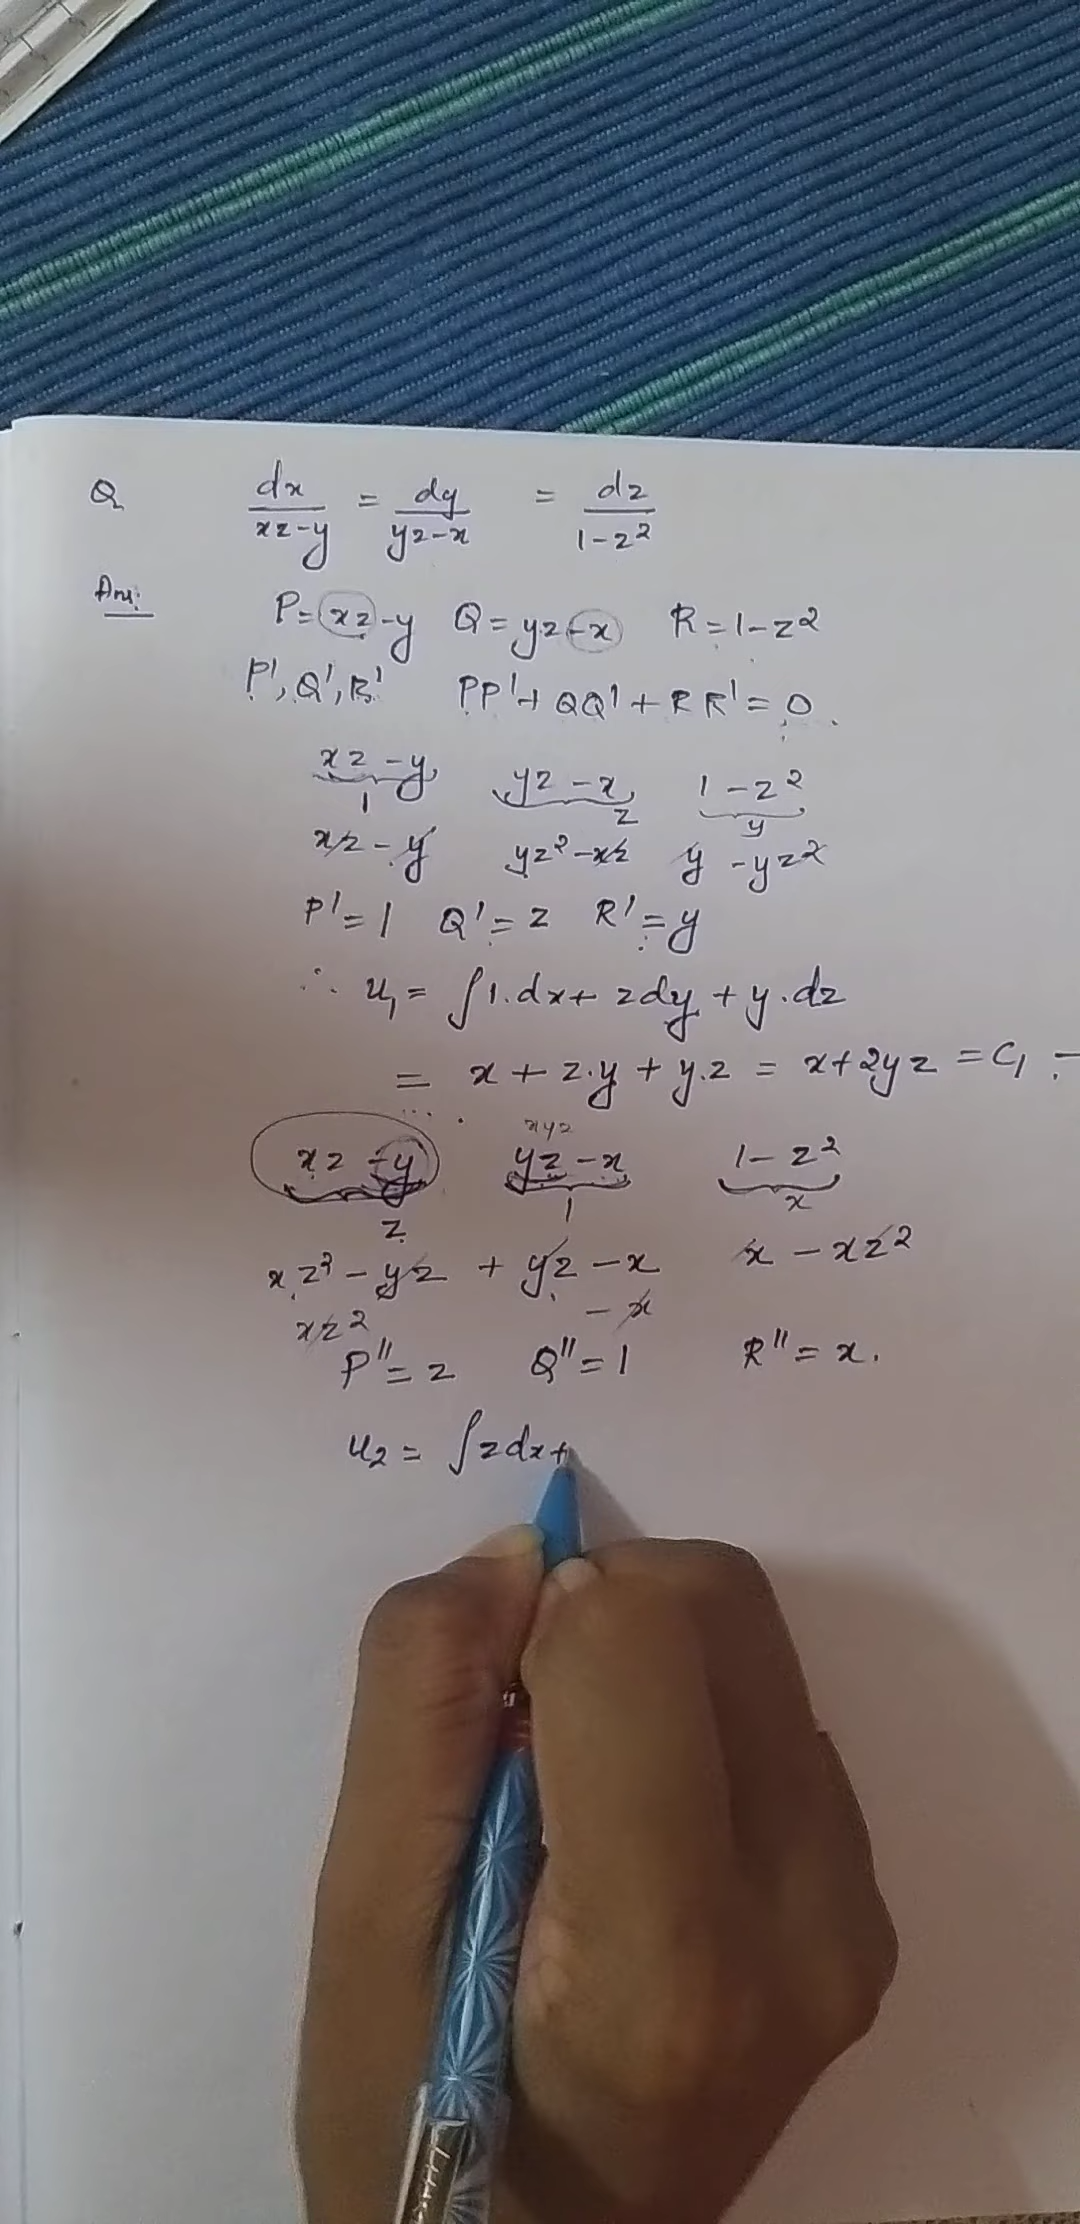 Q dx/xz-y = dy/yz-x = dz/1-z²
Ans: P=xz-y Q=yz-x R=1-z²
P', Q', R' PP'+QQ'+RR'=0.
xz-y yz-x 1-z²
1 z y
xz-y yz²-xz y-yz²
P'=1 Q'=z R'=y
∴ u₁=∫1.dx+zdy+y.dz
= x+z.y+y.z = x+2yz = C₁ -
xyz
xz-y yz-x 1-z²
z 1 x
xz²-yz + yz-x x-xz²
xz² -x
P''=z Q''=1 R''=x.
u₂=∫zdx+